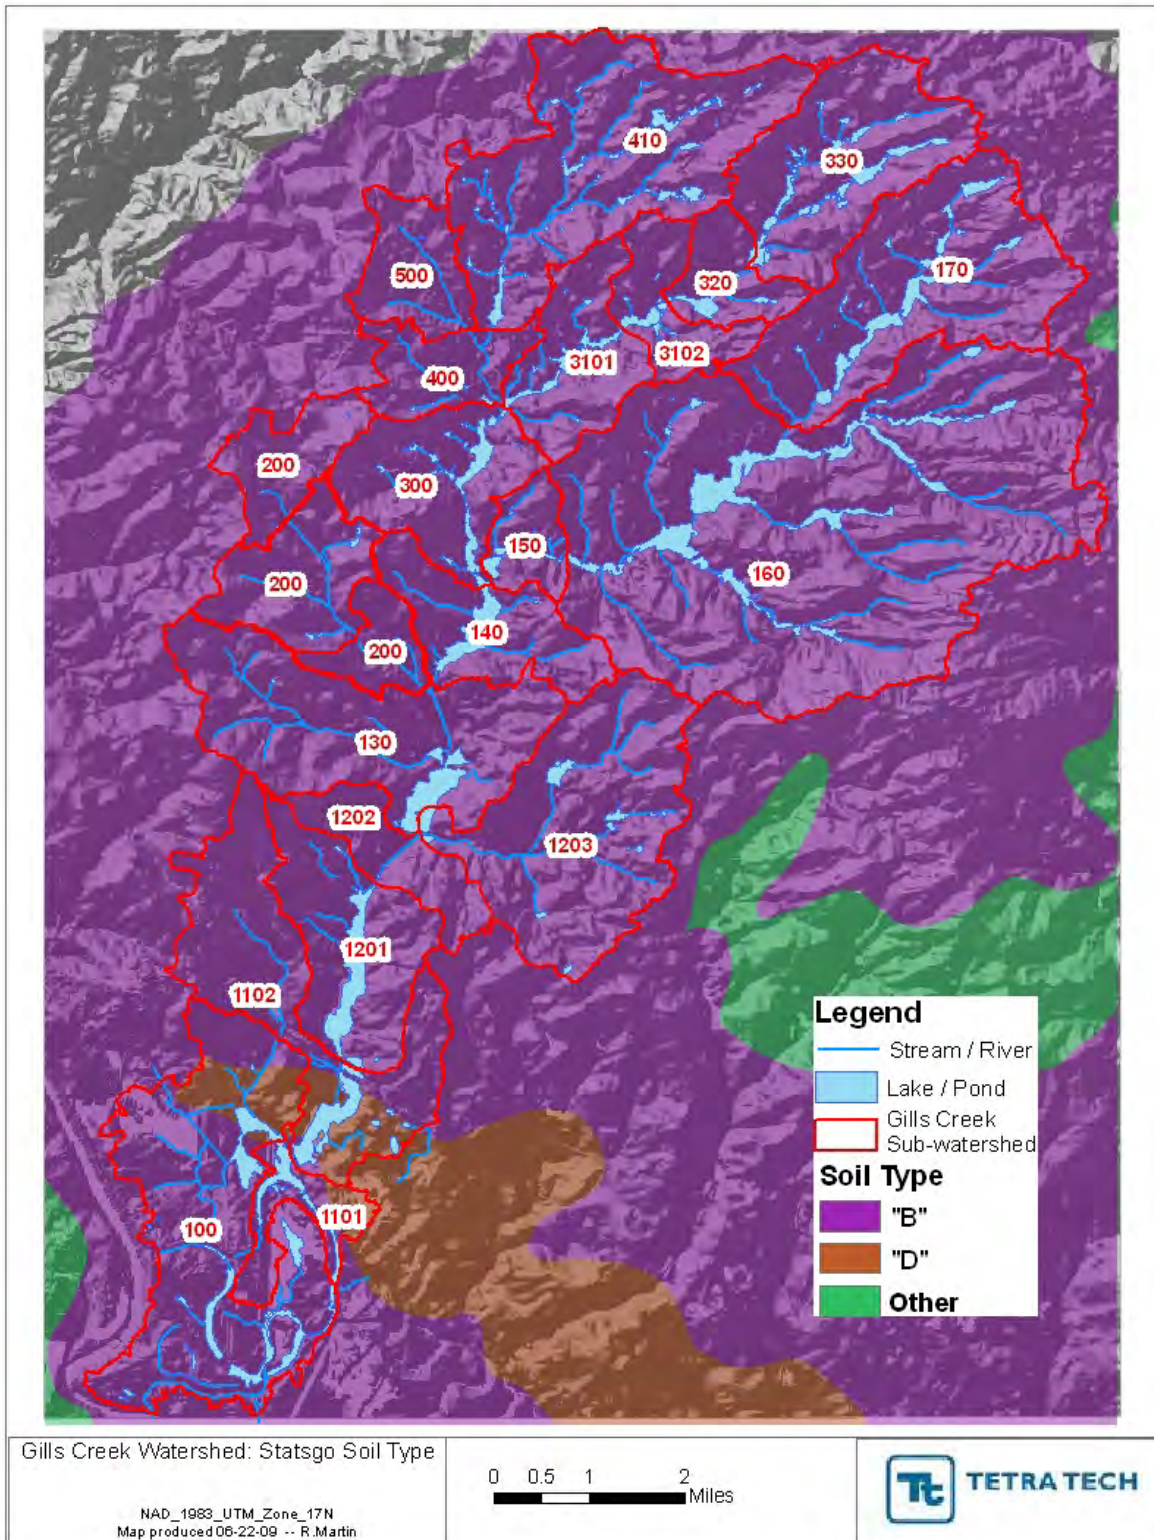 410
330
170
500
320
3101
3102
400
200
300
150
160
200
140
200
130
1202
1203
1201
1102
100
1101
Legend
Stream / River
Lake / Pond
Gills Creek
Sub-watershed
Soil Type
"B"
"D"
Other
Gills Creek Watershed: Statsgo Soil Type
NAD_1983_UTM_Zone_17N
Map produced 06-22-09 -- R.Martin
0 0.5 1 2
Miles
Tt
TETRA TECH